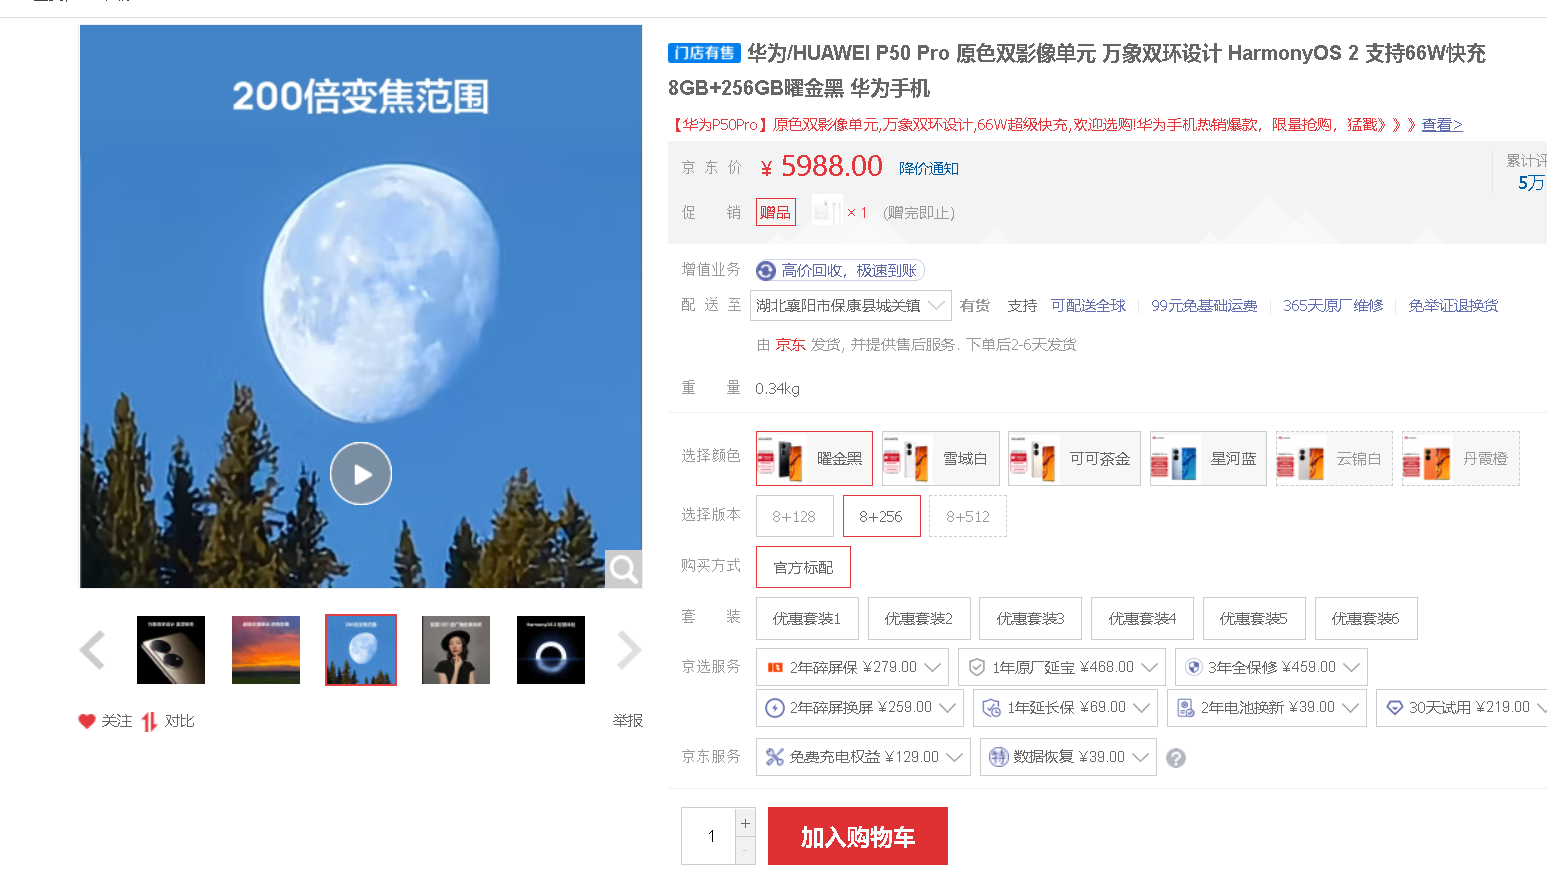 200倍变焦范围
关注 对比
举报
门店有售 华为/HUAWEI P50 Pro 原色双影像单元 万象双环设计 HarmonyOS 2 支持66W快充
8GB+256GB曜金黑 华为手机
【华为P50Pro】原色双影像单元,万象双环设计,66W超级快充,欢迎选购!华为手机热销爆款，限量抢购，猛戳》》》查看>
京东价 ￥5988.00 降价通知
累计评
5万
促销 赠品 ×1 (赠完即止)
增值业务 高价回收，极速到账
配送至 湖北襄阳市保康县城关镇 有货 支持 可配送全球 99元免基础运费 365天原厂维修 免举证退换货
由 京东 发货, 并提供售后服务. 下单后2-6天发货
重量 0.34kg
选择颜色 曜金黑 雪域白 可可茶金 星河蓝 云锦白 丹霞橙
选择版本 8+128 8+256 8+512
购买方式 官方标配
套装 优惠套装1 优惠套装2 优惠套装3 优惠套装4 优惠套装5 优惠套装6
京选服务 2年碎屏保 ¥279.00 1年原厂延宝 ¥468.00 3年全保修 ¥459.00
2年碎屏换屏 ¥259.00 1年延长保 ¥69.00 2年电池换新 ¥39.00 30天试用 ¥219.00
京东服务 免费充电权益 ¥129.00 特 数据恢复 ¥39.00 ?
1 + -
加入购物车